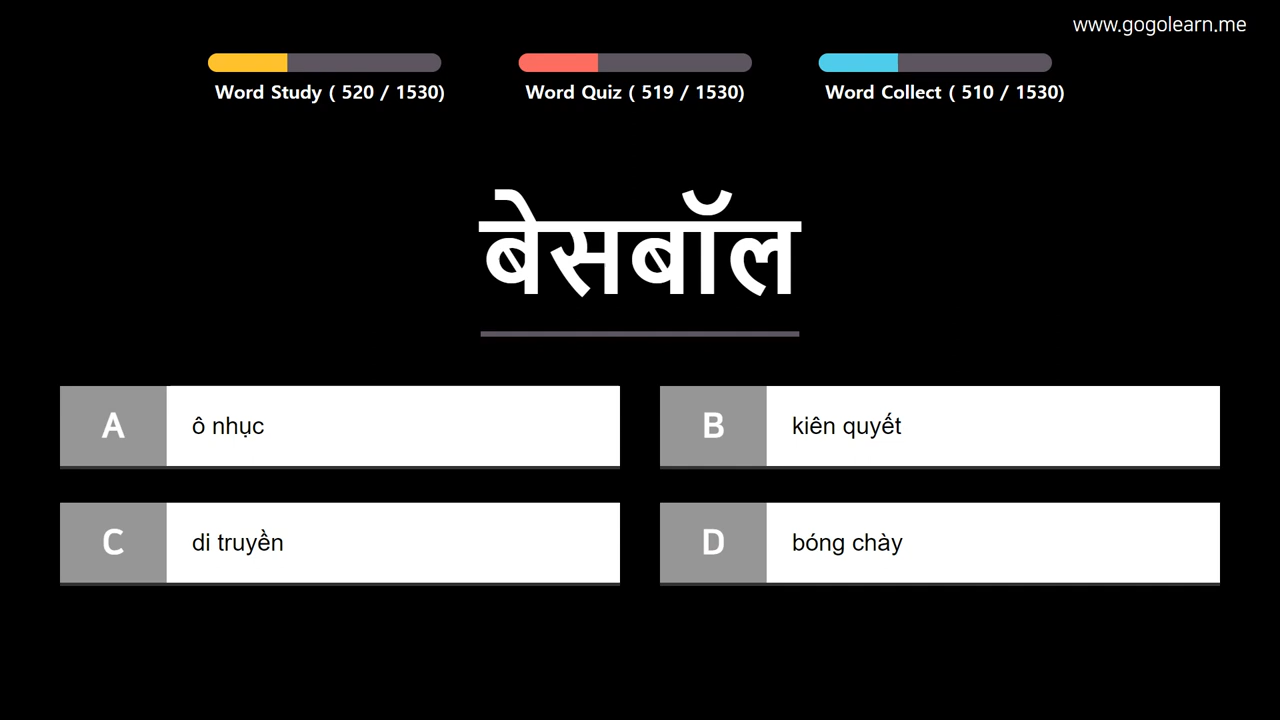 www.gogolearn.me
Word Study ( 520 / 1530)
Word Quiz ( 519 / 1530)
Word Collect ( 510 / 1530)
बेसबॉल
A ô nhục
B kiên quyết
C di truyền
D bóng chày